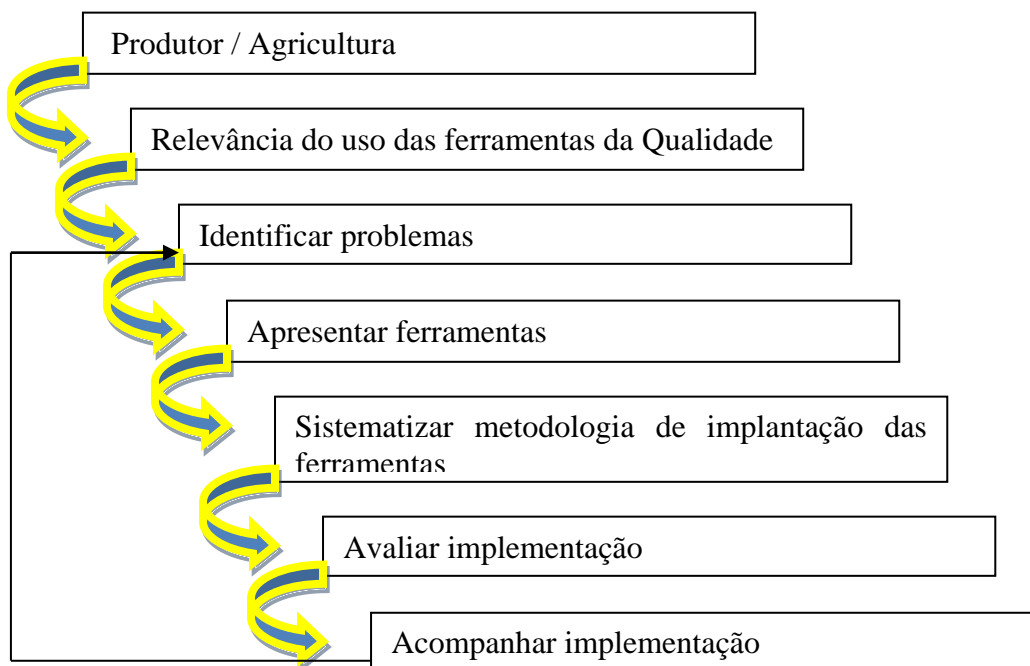 Produtor / Agricultura
Relevância do uso das ferramentas da Qualidade
Identificar problemas
Apresentar ferramentas
Sistematizar metodologia de implantação das
ferramentas
Avaliar implementação
Acompanhar implementação